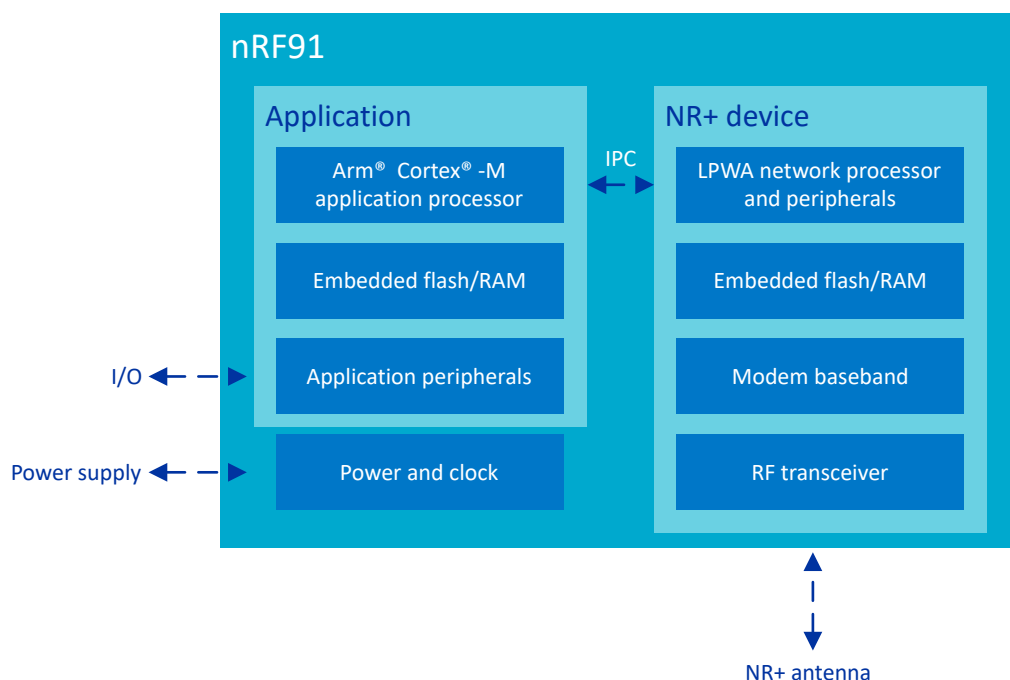 nRF91
Application
Arm® Cortex® -M
application processor
Embedded flash/RAM
Application peripherals
Power and clock
IPC
NR+ device
LPWA network processor
and peripherals
Embedded flash/RAM
Modem baseband
RF transceiver
I/O
Power supply
NR+ antenna